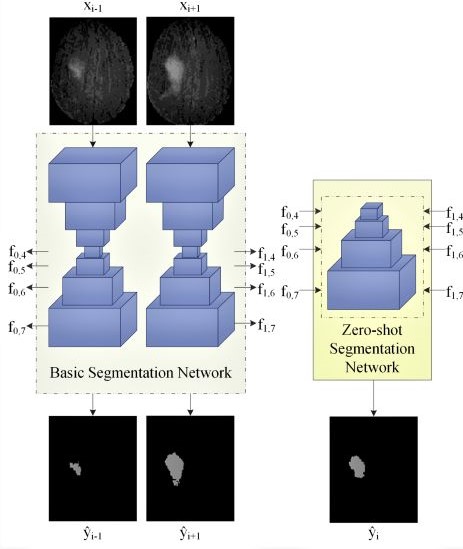 x_{i-1} x_{i+1}
f_{0,4} f_{1,4} f_{0,4} f_{1,4}
f_{0,5} f_{1,5} f_{0,5} f_{1,5}
f_{0,6} f_{1,6} f_{0,6} f_{1,6}
f_{0,7} f_{1,7} f_{0,7} f_{1,7}
Basic Segmentation Network
Zero-shot
Segmentation
Network
ŷ_{i-1} ŷ_{i+1} ŷ_i